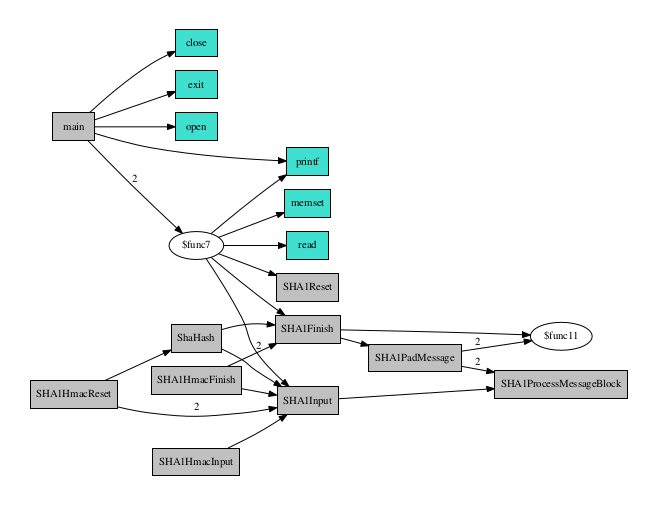 close
exit
open
main
printf
2
memset
$func7
read
SHA1Reset
SHA1Finish
$func11
ShaHash
2
2
SHA1PadMessage
2
SHA1HmacFinish
SHA1ProcessMessageBlock
SHA1HmacReset
2
SHA1Input
SHA1HmacInput